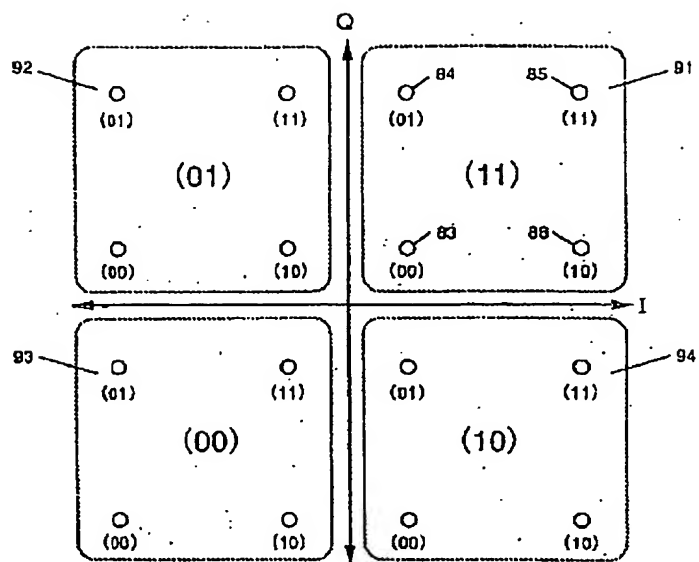 Q
92 84 85 91
(01) (11) (01) (11)
(01) (11)
83 86
(00) (10) (00) (10)
I
93 94
(01) (11) (01) (11)
(00) (10)
(00) (10) (00) (10)